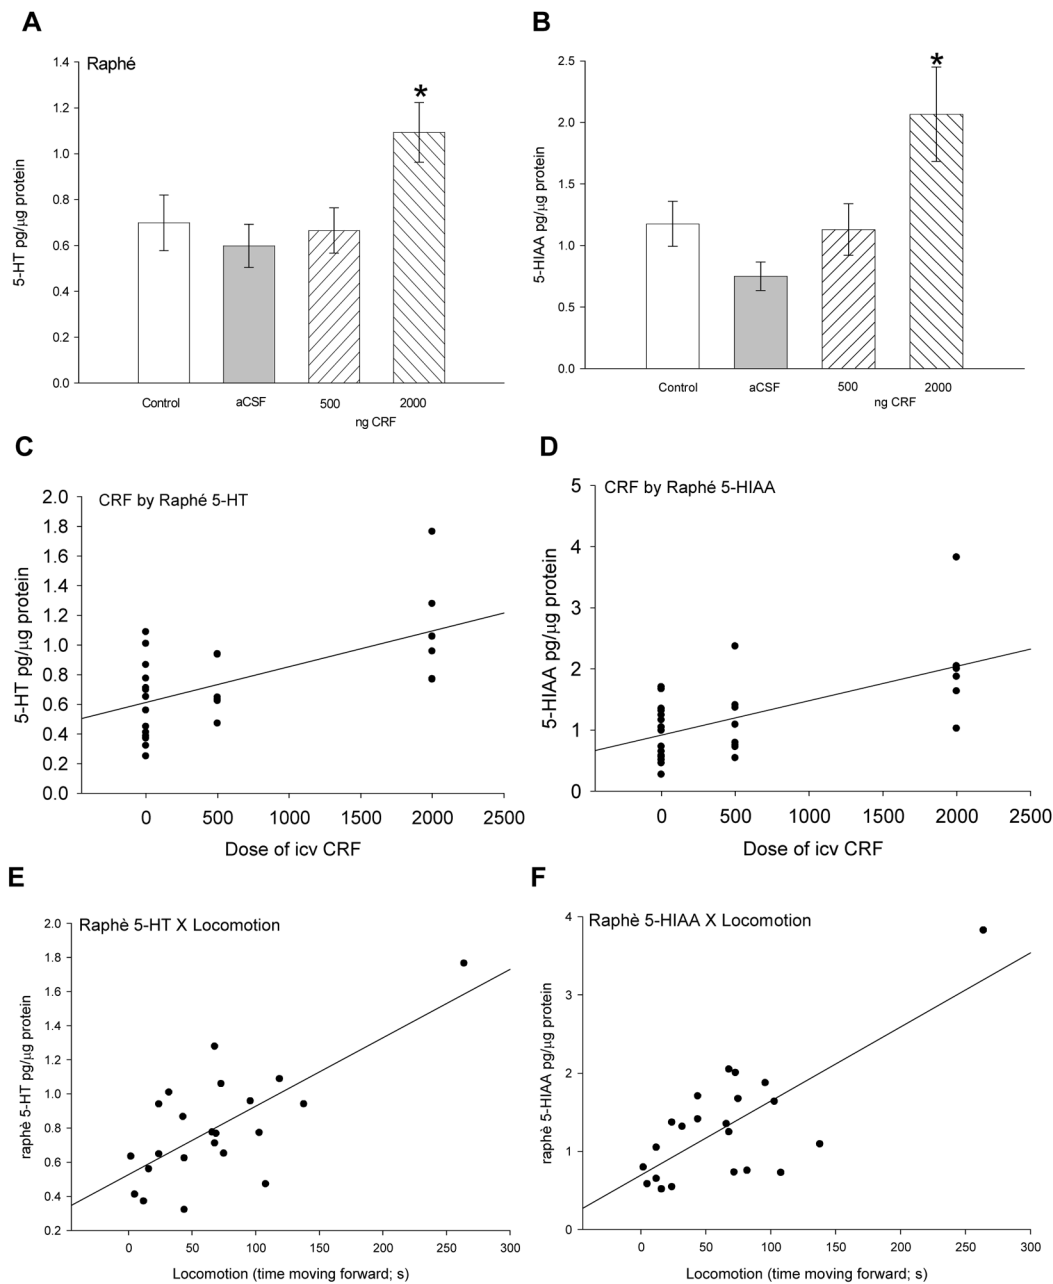 A
Raphé
5-HT pg/µg protein
1.4
1.2
1.0
0.8
0.6
0.4
0.2
0.0
*
Control
aCSF
500
2000
ng CRF
B
5-HIAA pg/µg protein
2.5
2.0
1.5
1.0
0.5
0.0
*
Control
aCSF
500
2000
ng CRF
C
CRF by Raphé 5-HT
5-HT pg/µg protein
2.0
1.8
1.6
1.4
1.2
1.0
0.8
0.6
0.4
0.2
0.0
0 500 1000 1500 2000 2500
Dose of icv CRF
D
CRF by Raphé 5-HIAA
5-HIAA pg/µg protein
5
4
3
2
1
0
0 500 1000 1500 2000 2500
Dose of icv CRF
E
Raphè 5-HT X Locomotion
raphè 5-HT pg/µg protein
2.0
1.8
1.6
1.4
1.2
1.0
0.8
0.6
0.4
0.2
0 50 100 150 200 250 300
Locomotion (time moving forward; s)
F
Raphè 5-HIAA X Locomotion
raphè 5-HIAA pg/µg protein
4
3
2
1
0
0 50 100 150 200 250 300
Locomotion (time moving forward; s)